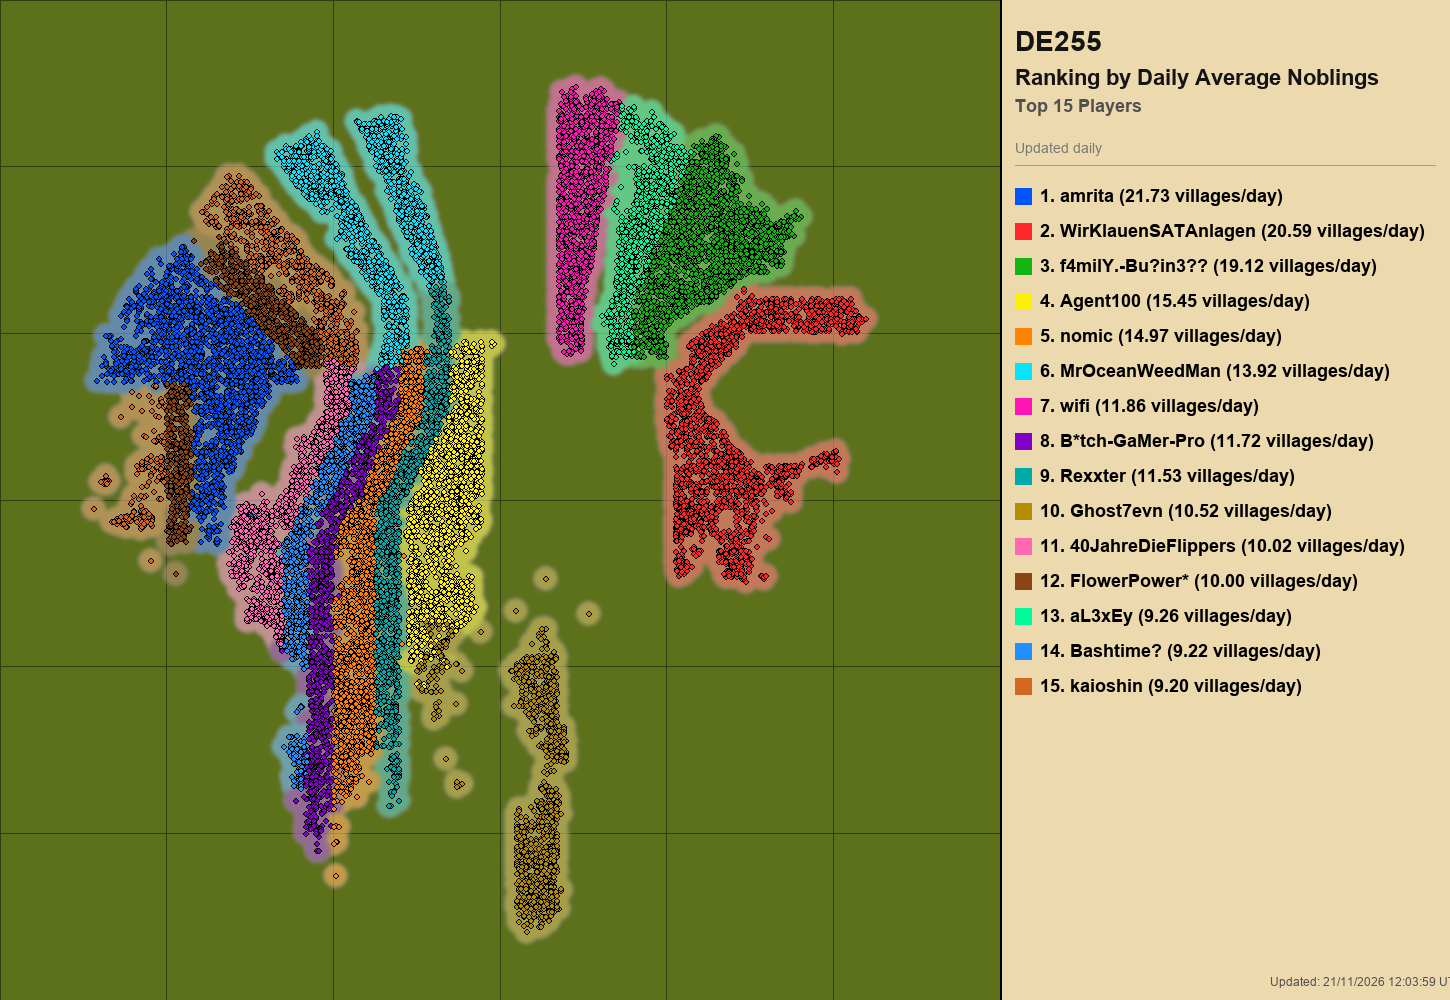 DE255
Ranking by Daily Average Noblings
Top 15 Players
Updated daily
1. amrita (21.73 villages/day)
2. WirKlauenSATAnlagen (20.59 villages/day)
3. f4milY.-Bu?in3?? (19.12 villages/day)
4. Agent100 (15.45 villages/day)
5. nomic (14.97 villages/day)
6. MrOceanWeedMan (13.92 villages/day)
7. wifi (11.86 villages/day)
8. B*tch-GaMer-Pro (11.72 villages/day)
9. Rexxter (11.53 villages/day)
10. Ghost7evn (10.52 villages/day)
11. 40JahreDieFlippers (10.02 villages/day)
12. FlowerPower* (10.00 villages/day)
13. aL3xEy (9.26 villages/day)
14. Bashtime? (9.22 villages/day)
15. kaioshin (9.20 villages/day)
Updated: 21/11/2026 12:03:59